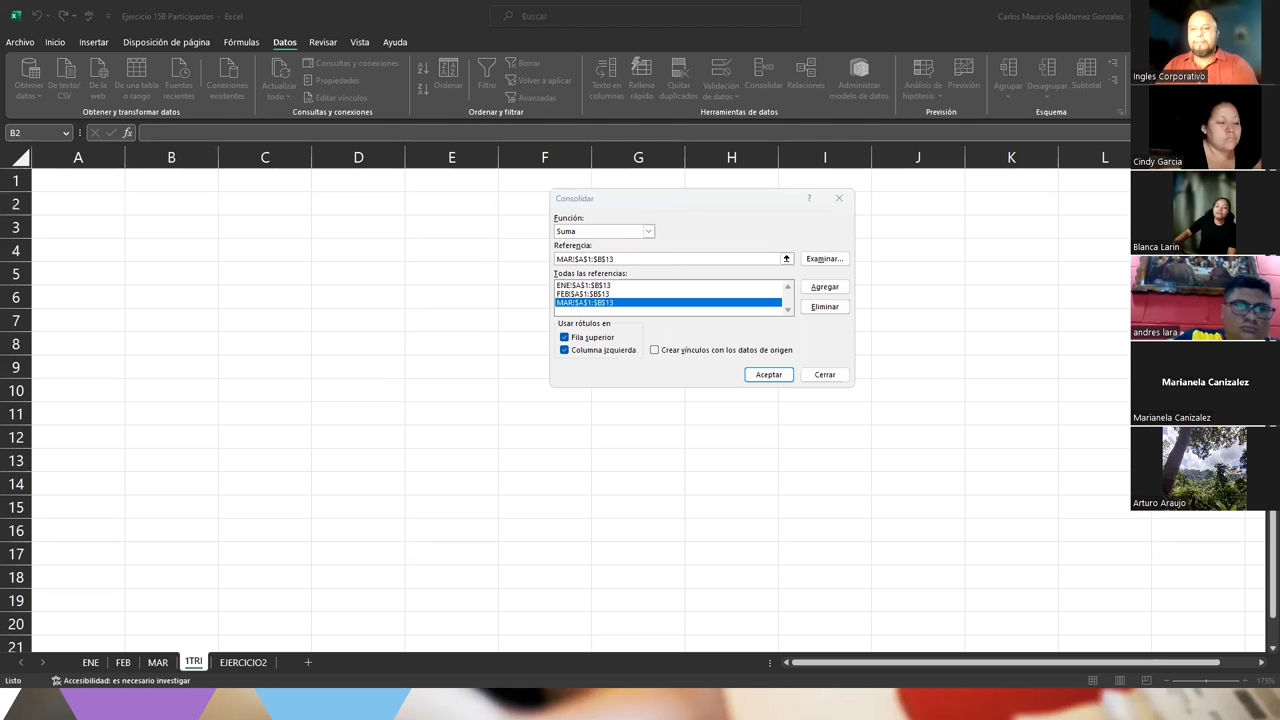 Ejercicio 15B Participantes - Excel
Buscar
Carlos Mauricio Galdamez Gonzalez
Archivo Inicio Insertar Disposición de página Fórmulas Datos Revisar Vista Ayuda
Obtener datos
De texto/CSV
De la web
De una tabla o rango
Fuentes recientes
Conexiones existentes
Obtener y transformar datos
Actualizar todo
Consultas y conexiones
Propiedades
Editar vínculos
Consultas y conexiones
Ordenar
Filtro
Borrar
Volver a aplicar
Avanzadas
Ordenar y filtrar
Texto en columnas
Relleno rápido
Quitar duplicados
Validación de datos
Consolidar
Relaciones
Administrar modelo de datos
Herramientas de datos
Análisis de hipótesis
Previsión
Previsión
Agrupar
Desagrupar
Subtotal
Esquema
B2
fx
A B C D E F G H I J K L
1
2
3
4
5
6
7
8
9
10
11
12
13
14
15
16
17
18
19
20
21
Consolidar
?
Función:
Suma
Referencia:
MAR!$A$1:$B$13
Examinar...
Todas las referencias:
ENE!$A$1:$B$13
FEB!$A$1:$B$13
MAR!$A$1:$B$13
Agregar
Eliminar
Usar rótulos en
Fila superior
Columna izquierda
Crear vínculos con los datos de origen
Aceptar
Cerrar
Ingles Corporativo
Cindy Garcia
Blanca Larin
andres lara
Marianela Canizalez
Marianela Canizalez
Arturo Araujo
ENE FEB MAR 1TRI EJERCICIO2
Listo
Accesibilidad: es necesario investigar
175%